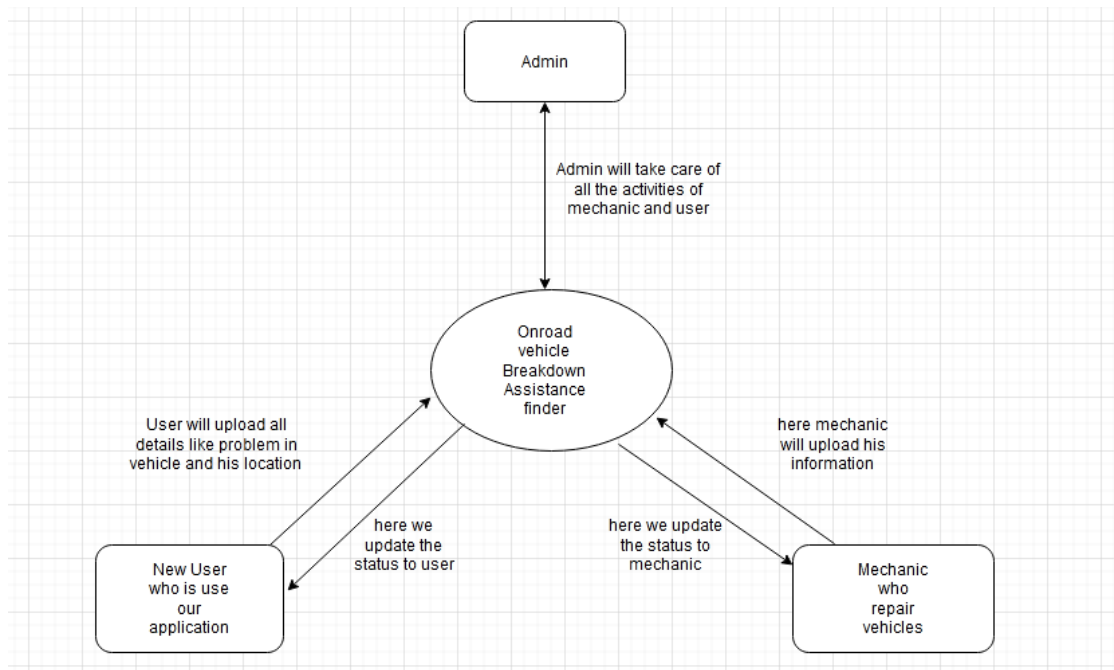 Admin
Admin will take care of
all the activities of
mechanic and user
Onroad
vehicle
Breakdown
Assistance
finder
User will upload all
details like problem in
vehicle and his location
here mechanic
will upload his
information
here we
update the
status to user
here we update
the status to
mechanic
New User
who is use
our
application
Mechanic
who
repair
vehicles